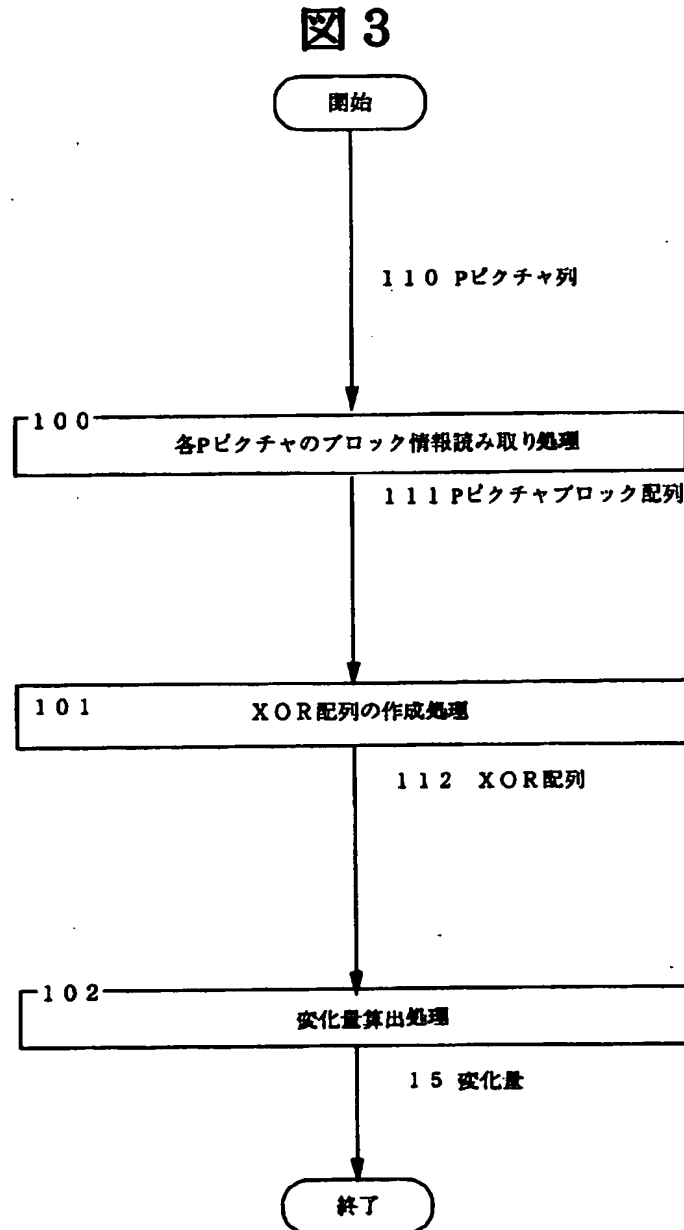 図3
開始
110 Pピクチャ列
100
各Pピクチャのブロック情報読み取り処理
111 Pピクチャブロック配列
101 XOR配列の作成処理
112 XOR配列
102
変化量算出処理
15 変化量
終了